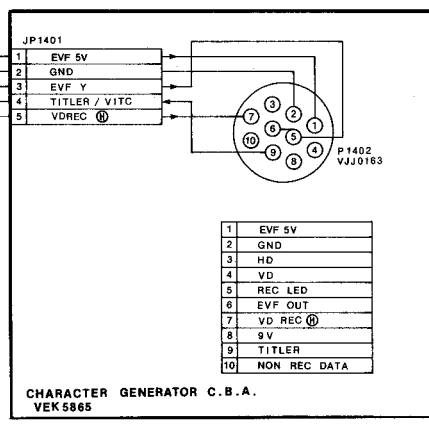 JP1401
1 EVF 5V
2 GND
3 EVF Y
4 TITLER / VITC
5 VDREC Ⓗ
3
7 2 1
6
10 5
9 4
8
P1402
VJJ0163
1 EVF 5V
2 GND
3 HD
4 VD
5 REC LED
6 EVF OUT
7 VD REC Ⓗ
8 9V
9 TITLER
10 NON REC DATA
CHARACTER GENERATOR C.B.A.
VEK5865